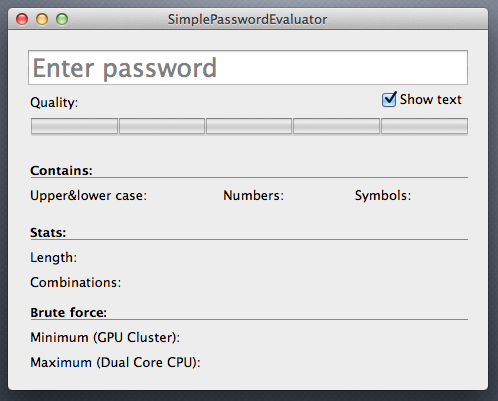 SimplePasswordEvaluator
Enter password
Quality: Show text
Contains:
Upper&lower case: Numbers: Symbols:
Stats:
Length:
Combinations:
Brute force:
Minimum (GPU Cluster):
Maximum (Dual Core CPU):